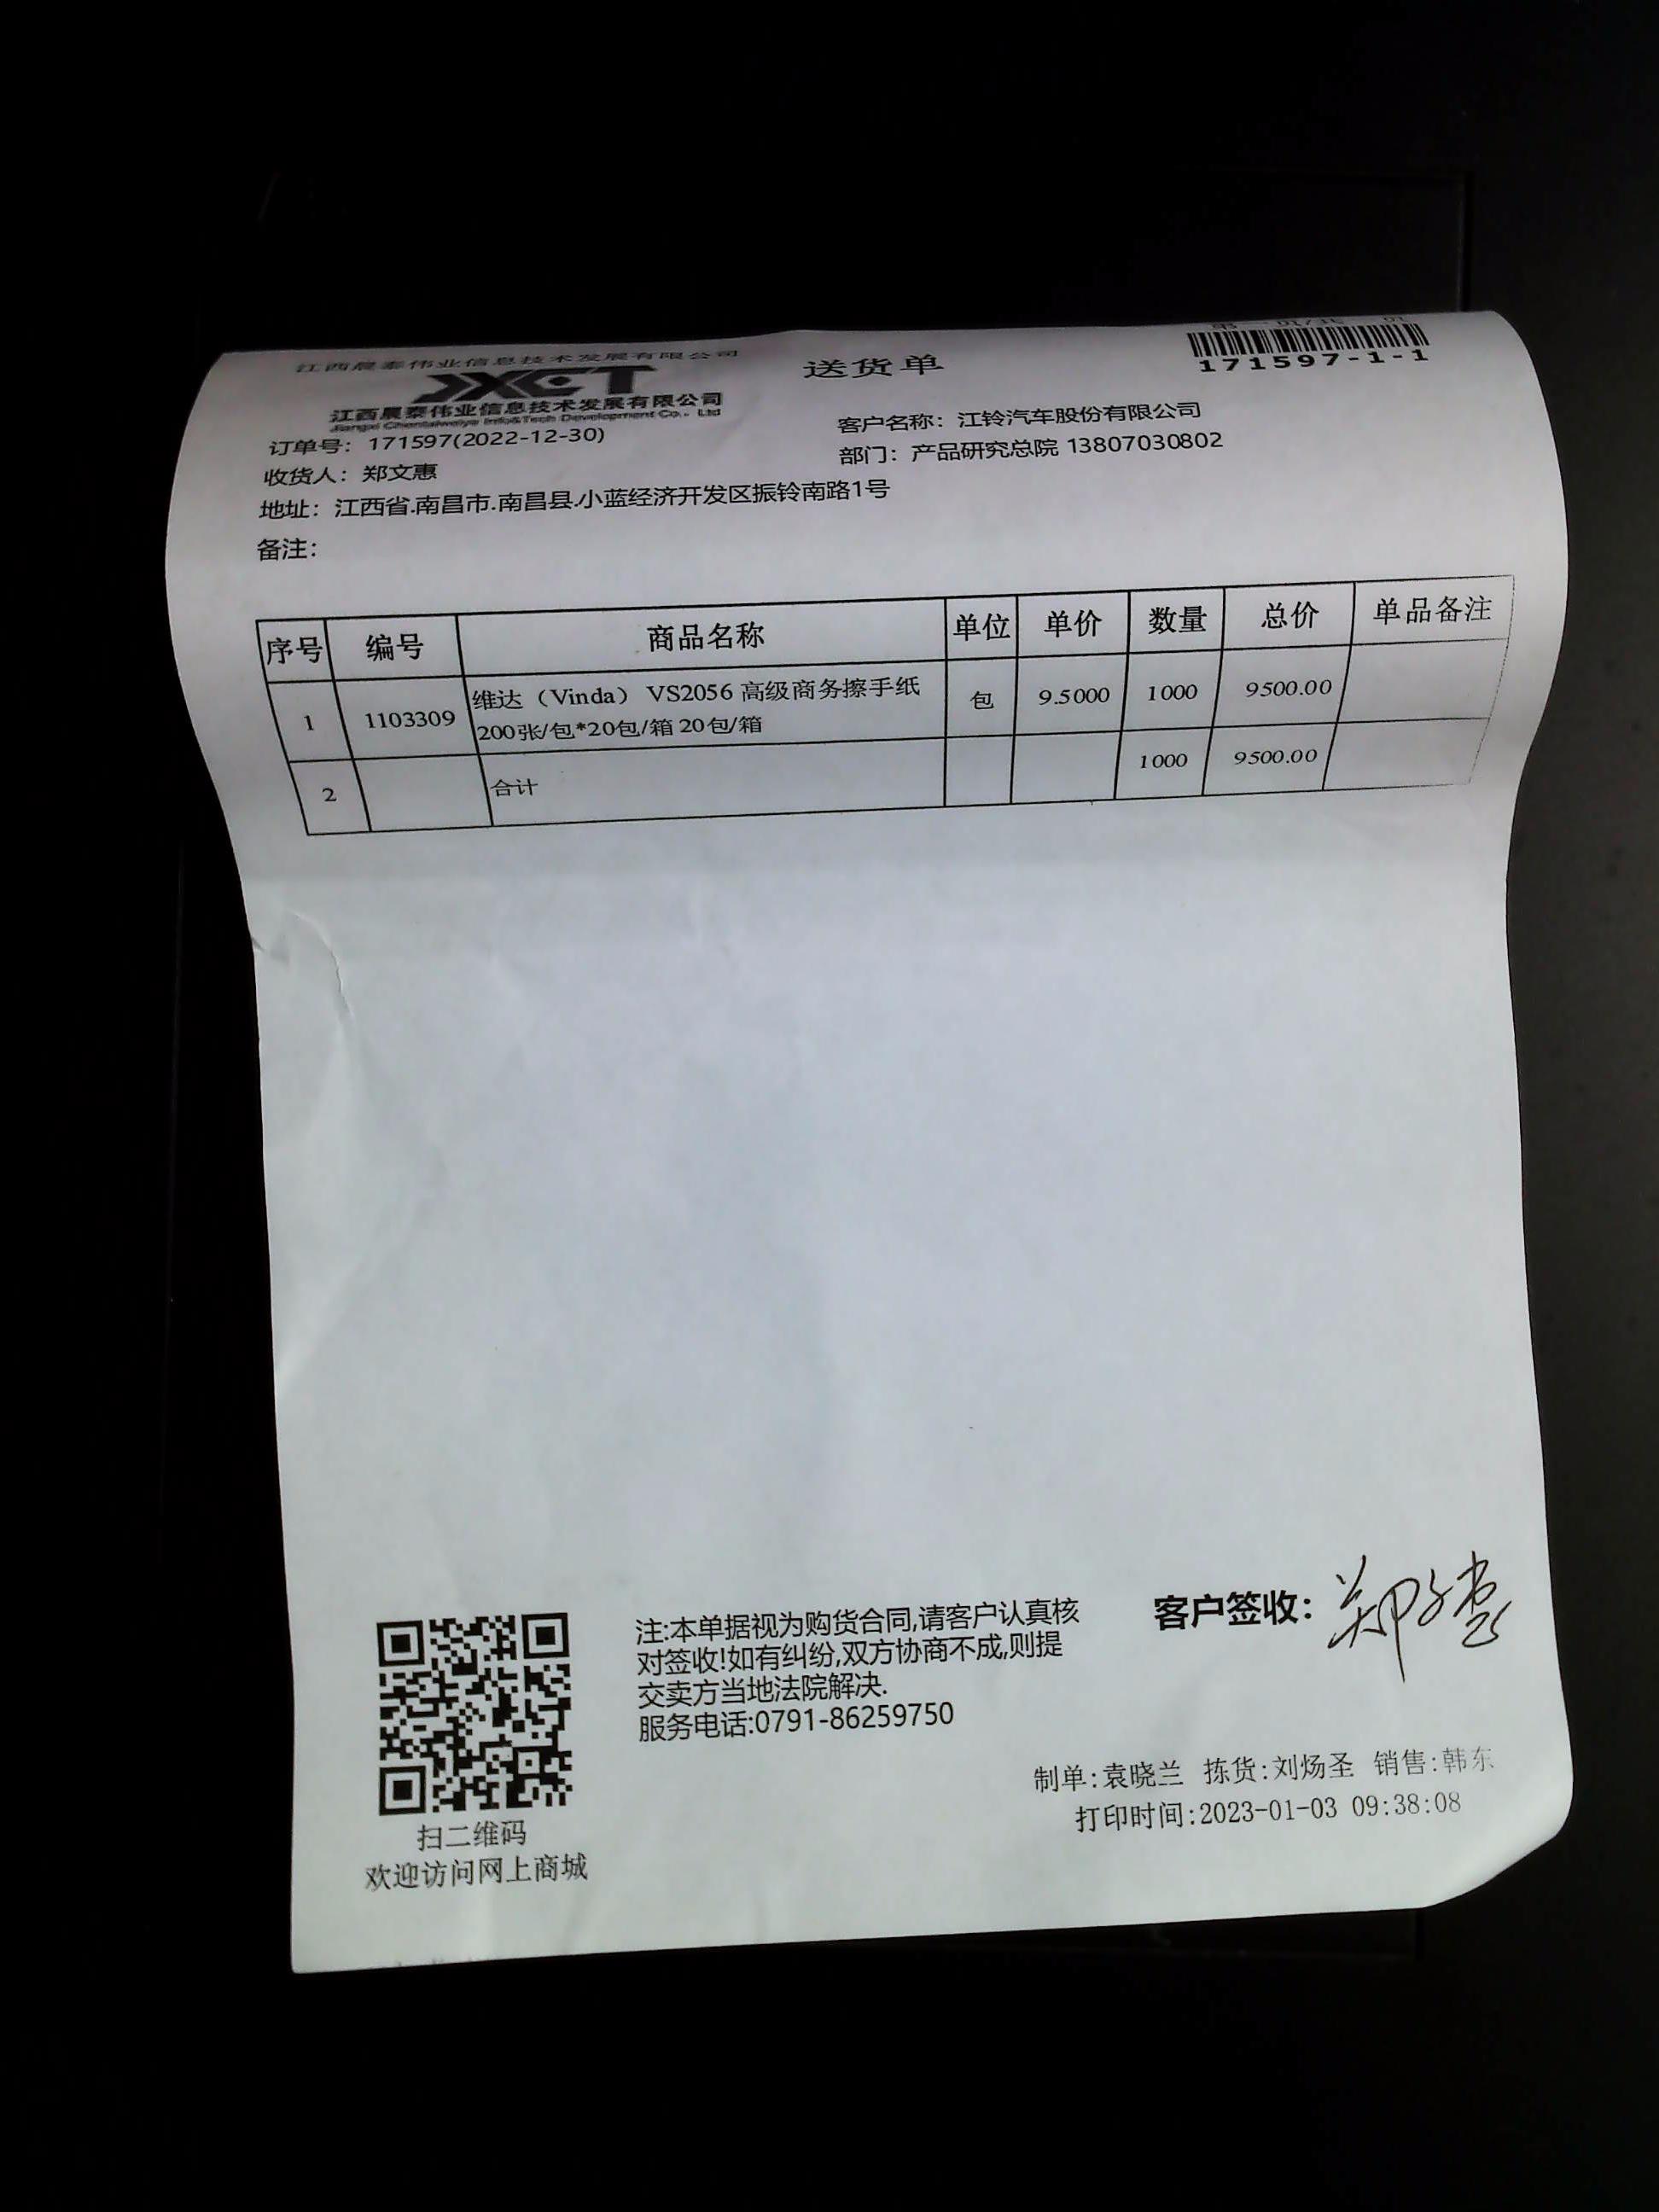 江西晨泰伟业信息技术发展有限公司
送货单
JXCT
江西晨泰伟业信息技术发展有限公司
Jiangxi Chentaiweiye Info&Tech Development Co., Ltd
171597-1-1
订单号：171597(2022-12-30)
客户名称：江铃汽车股份有限公司
收货人：郑文惠
部门：产品研究总院 13807030802
地址：江西省.南昌市.南昌县.小蓝经济开发区振铃南路1号
备注：
序号 编号 商品名称 单位 单价 数量 总价 单品备注
1 1103309 维达（Vinda） VS2056 高级商务擦手纸 包 9.5000 1000 9500.00
200张/包*20包/箱 20包/箱
2 合计 1000 9500.00
注:本单据视为购货合同,请客户认真核
对签收!如有纠纷,双方协商不成,则提
交卖方当地法院解决.
服务电话:0791-86259750
客户签收：郑文惠
制单:袁晓兰 拣货:刘炀圣 销售:韩东
打印时间:2023-01-03 09:38:08
扫二维码
欢迎访问网上商城